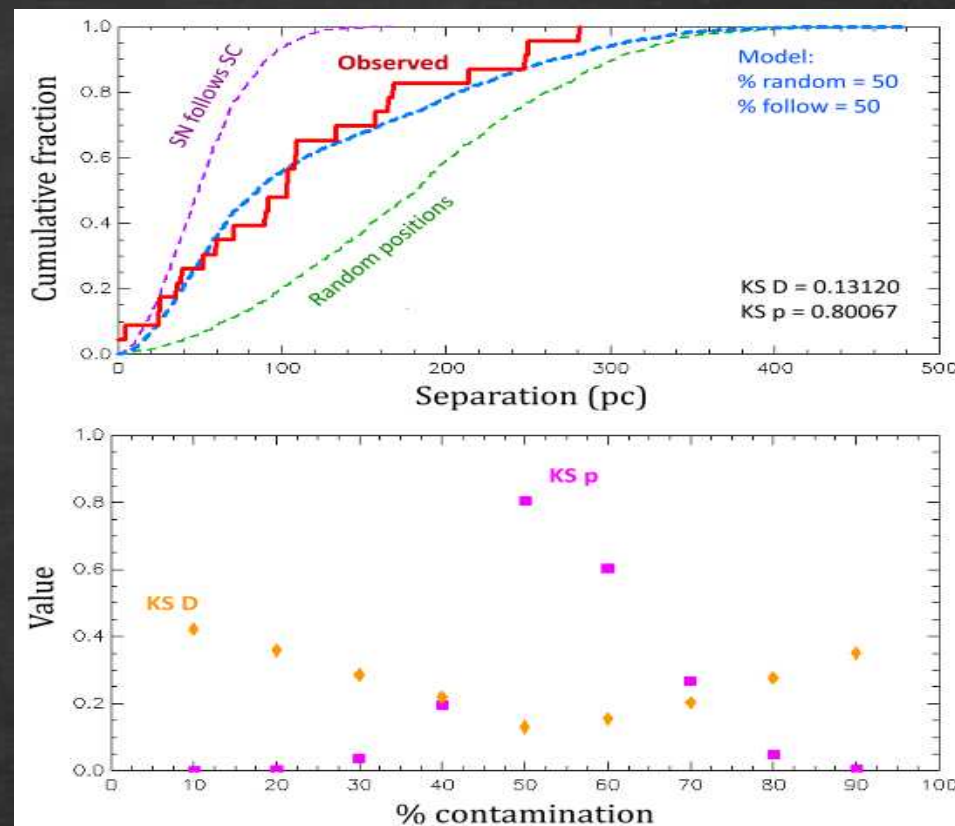 1.0
0.8
0.6
0.4
0.2
0.0
Cumulative fraction
SN follows SC
Observed
Random positions
Model:
% random = 50
% follow = 50
KS D = 0.13120
KS p = 0.80067
0
100
200
300
400
500
Separation (pc)
1.0
0.8
0.6
0.4
0.2
0.0
Value
KS D
KS p
0
10
20
30
40
50
60
70
80
90
100
% contamination